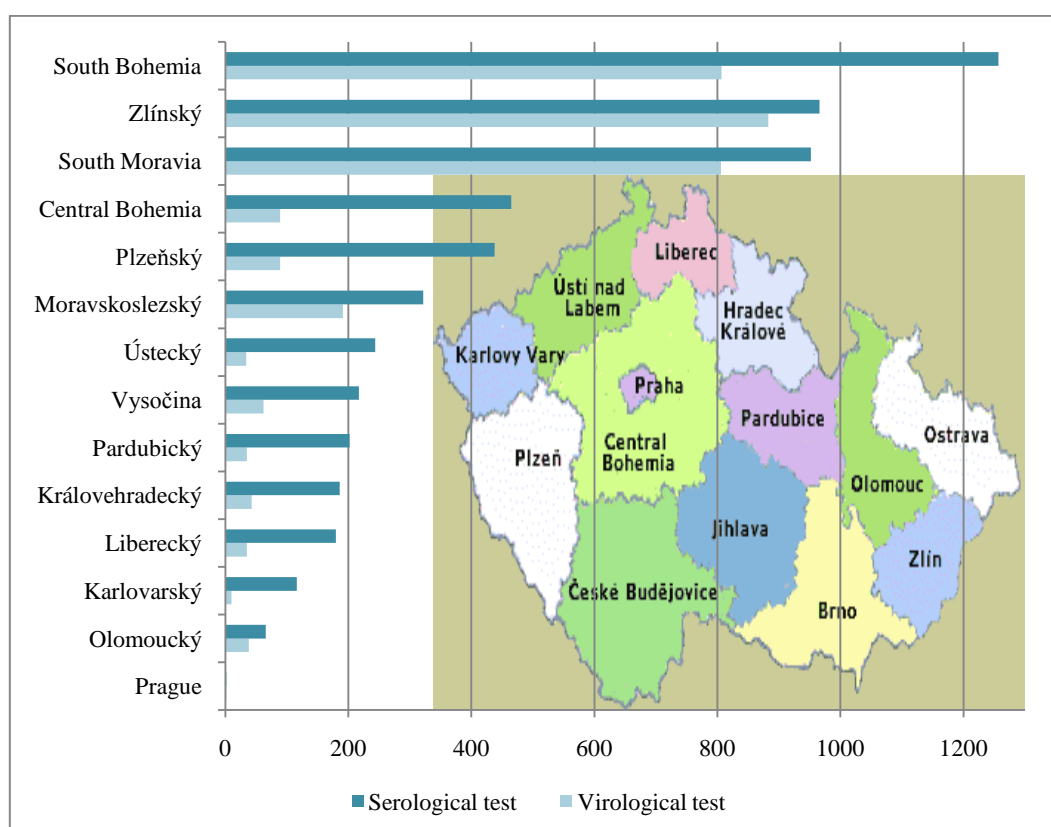 South Bohemia
Zlínský
South Moravia
Central Bohemia
Plzeňský
Moravskoslezský
Ústecký
Vysočina
Pardubický
Královehradecký
Liberecký
Karlovarský
Olomoucký
Prague
Liberec
Ústí nad
Labem
Hradec
Králové
Karlovy Vary
Praha
Pardubice
Ostrava
Plzeň
Central
Bohemia
Olomouc
Jihlava
Zlín
České Budějovice
Brno
0 200 400 600 800 1000 1200
Serological test Virological test